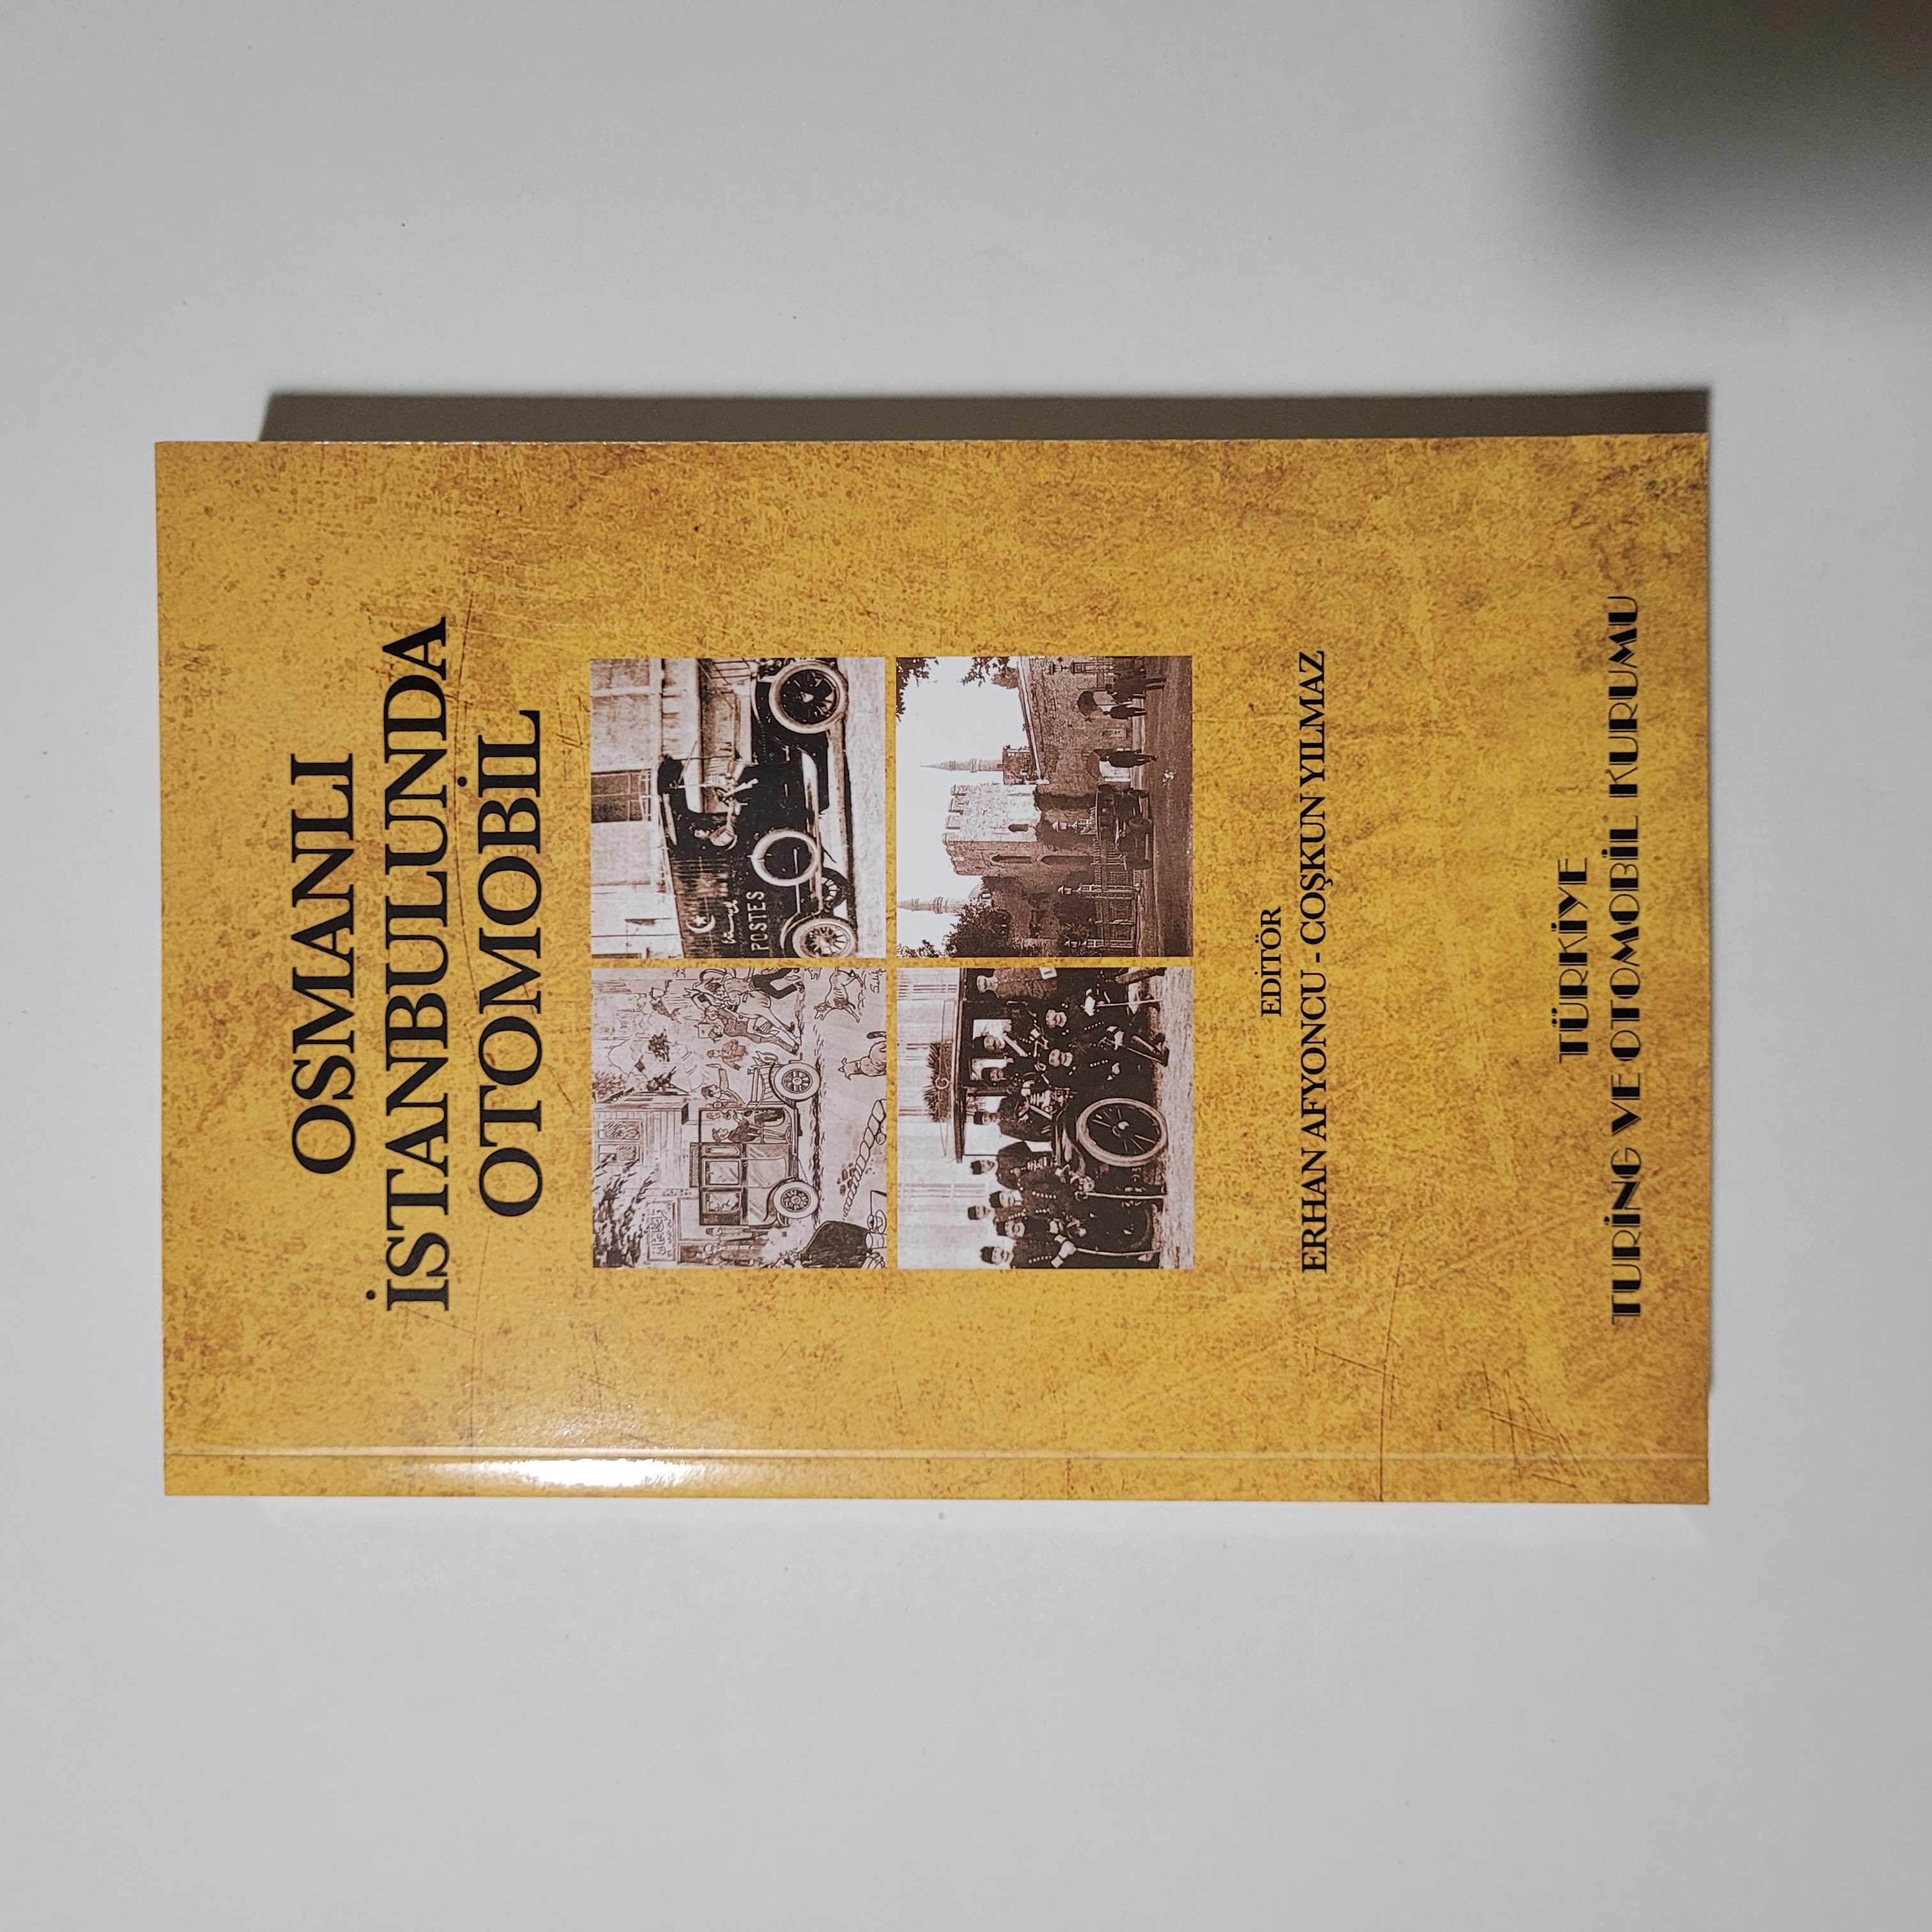 OSMANLI
İSTANBULUNDA
OTOMOBİL
POSTES
EDİTÖR
ERHAN AFYONCU - COŞKUN YILMAZ
TÜRKİYE
TURİNG VE OTOMOBİL KURUMU